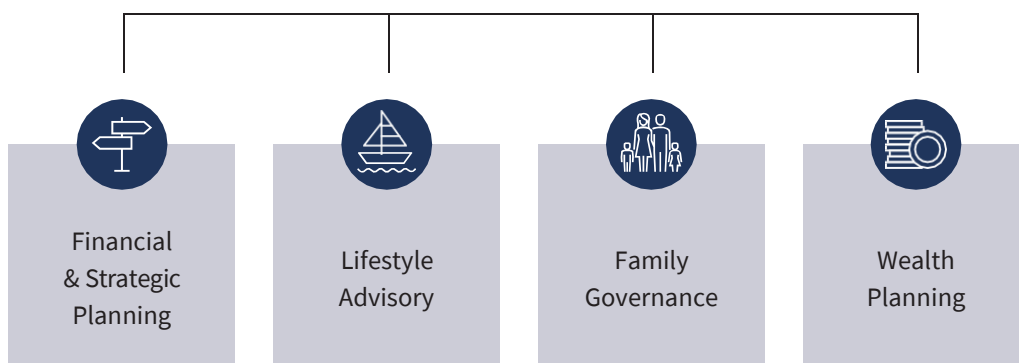 Financial
& Strategic
Planning
Lifestyle
Advisory
Family
Governance
Wealth
Planning